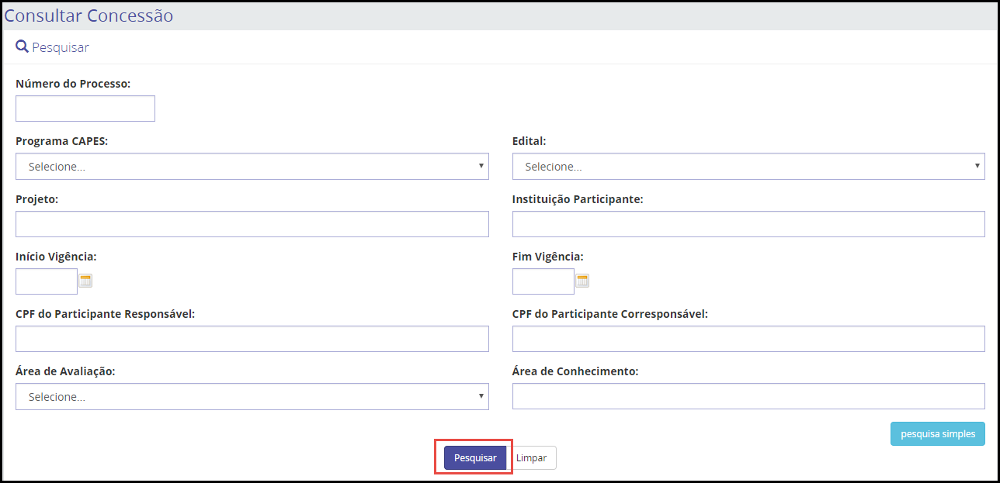 Consultar Concessão
Pesquisar
Número do Processo:
Programa CAPES:
Edital:
Selecione...
Selecione...
Projeto:
Instituição Participante:
Início Vigência:
Fim Vigência:
CPF do Participante Responsável:
CPF do Participante Corresponsável:
Área de Avaliação:
Área de Conhecimento:
Selecione...
pesquisa simples
Pesquisar
Limpar